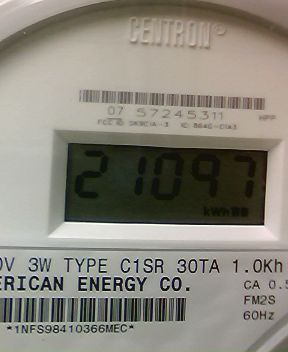 CENTRON®
07 57245311
21097
kWh
0V 3W TYPE C1SR 30TA 1.0Kh
ERICAN ENERGY CO.
CA 0.5
FM2S
60Hz
*1NFS98410366MEC*